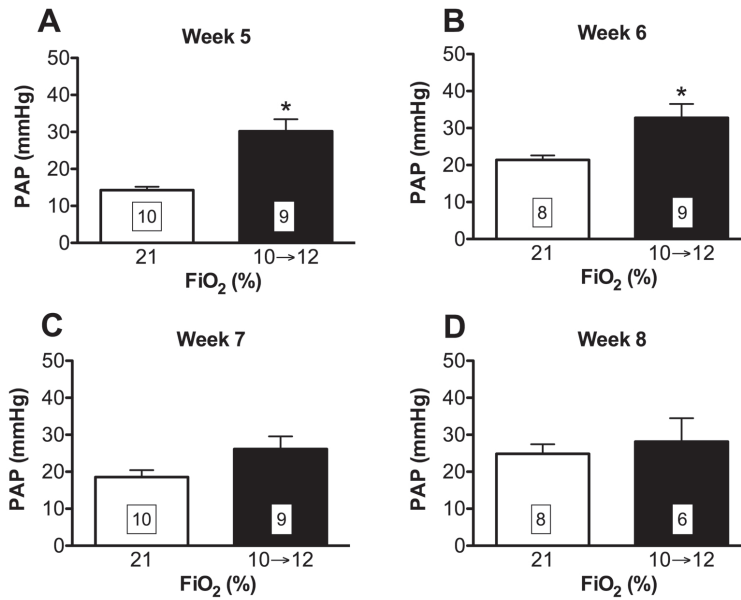 A
Week 5
PAP (mmHg)
50
40
30
20
10
0
*
10
9
21
10→12
FiO₂ (%)
B
Week 6
PAP (mmHg)
50
40
30
20
10
0
*
8
9
21
10→12
FiO₂ (%)
C
Week 7
PAP (mmHg)
50
40
30
20
10
0
10
9
21
10→12
FiO₂ (%)
D
Week 8
PAP (mmHg)
50
40
30
20
10
0
8
6
21
10→12
FiO₂ (%)